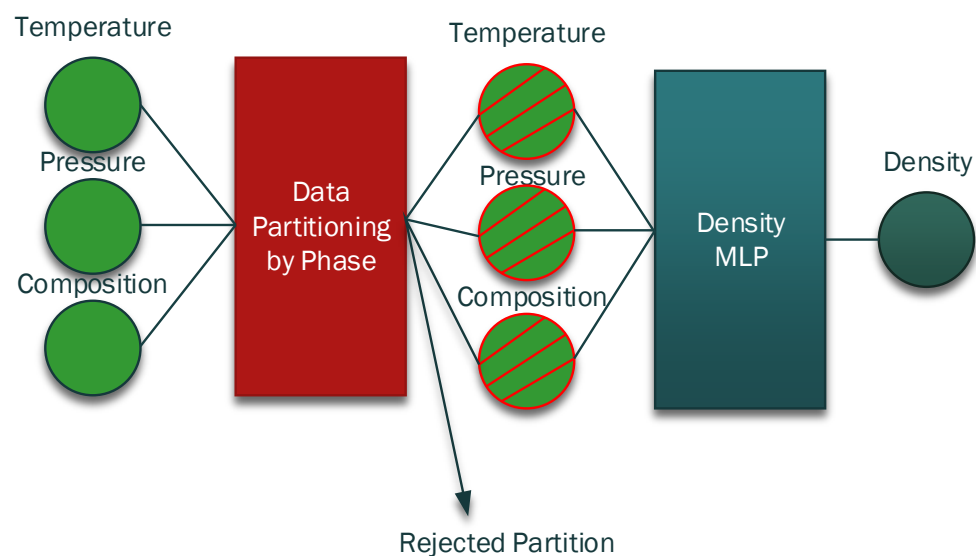 Temperature
Pressure
Composition
Data
Partitioning
by Phase
Temperature
Pressure
Composition
Rejected Partition
Density
MLP
Density